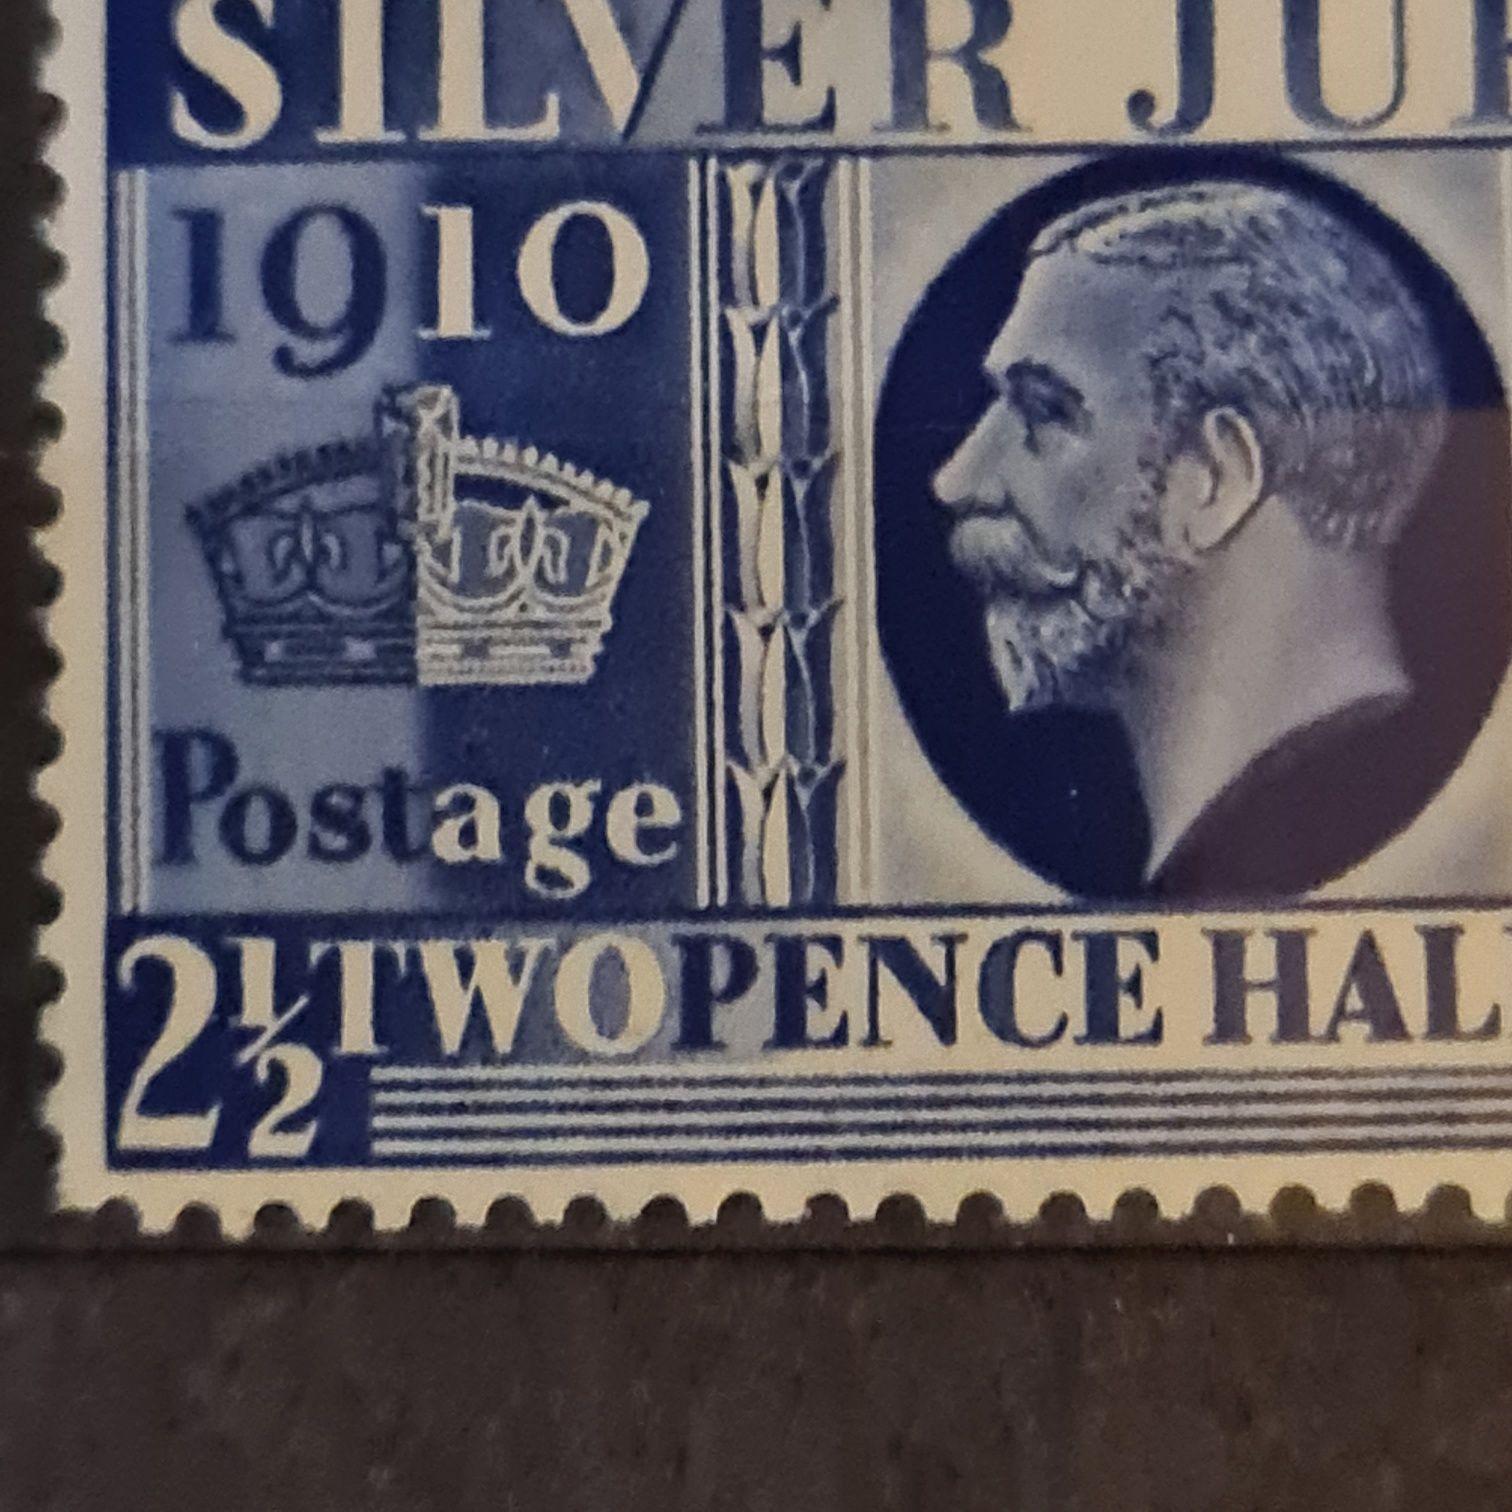 SILVER JU
1910
Postage
2½ TWOPENCE HAL